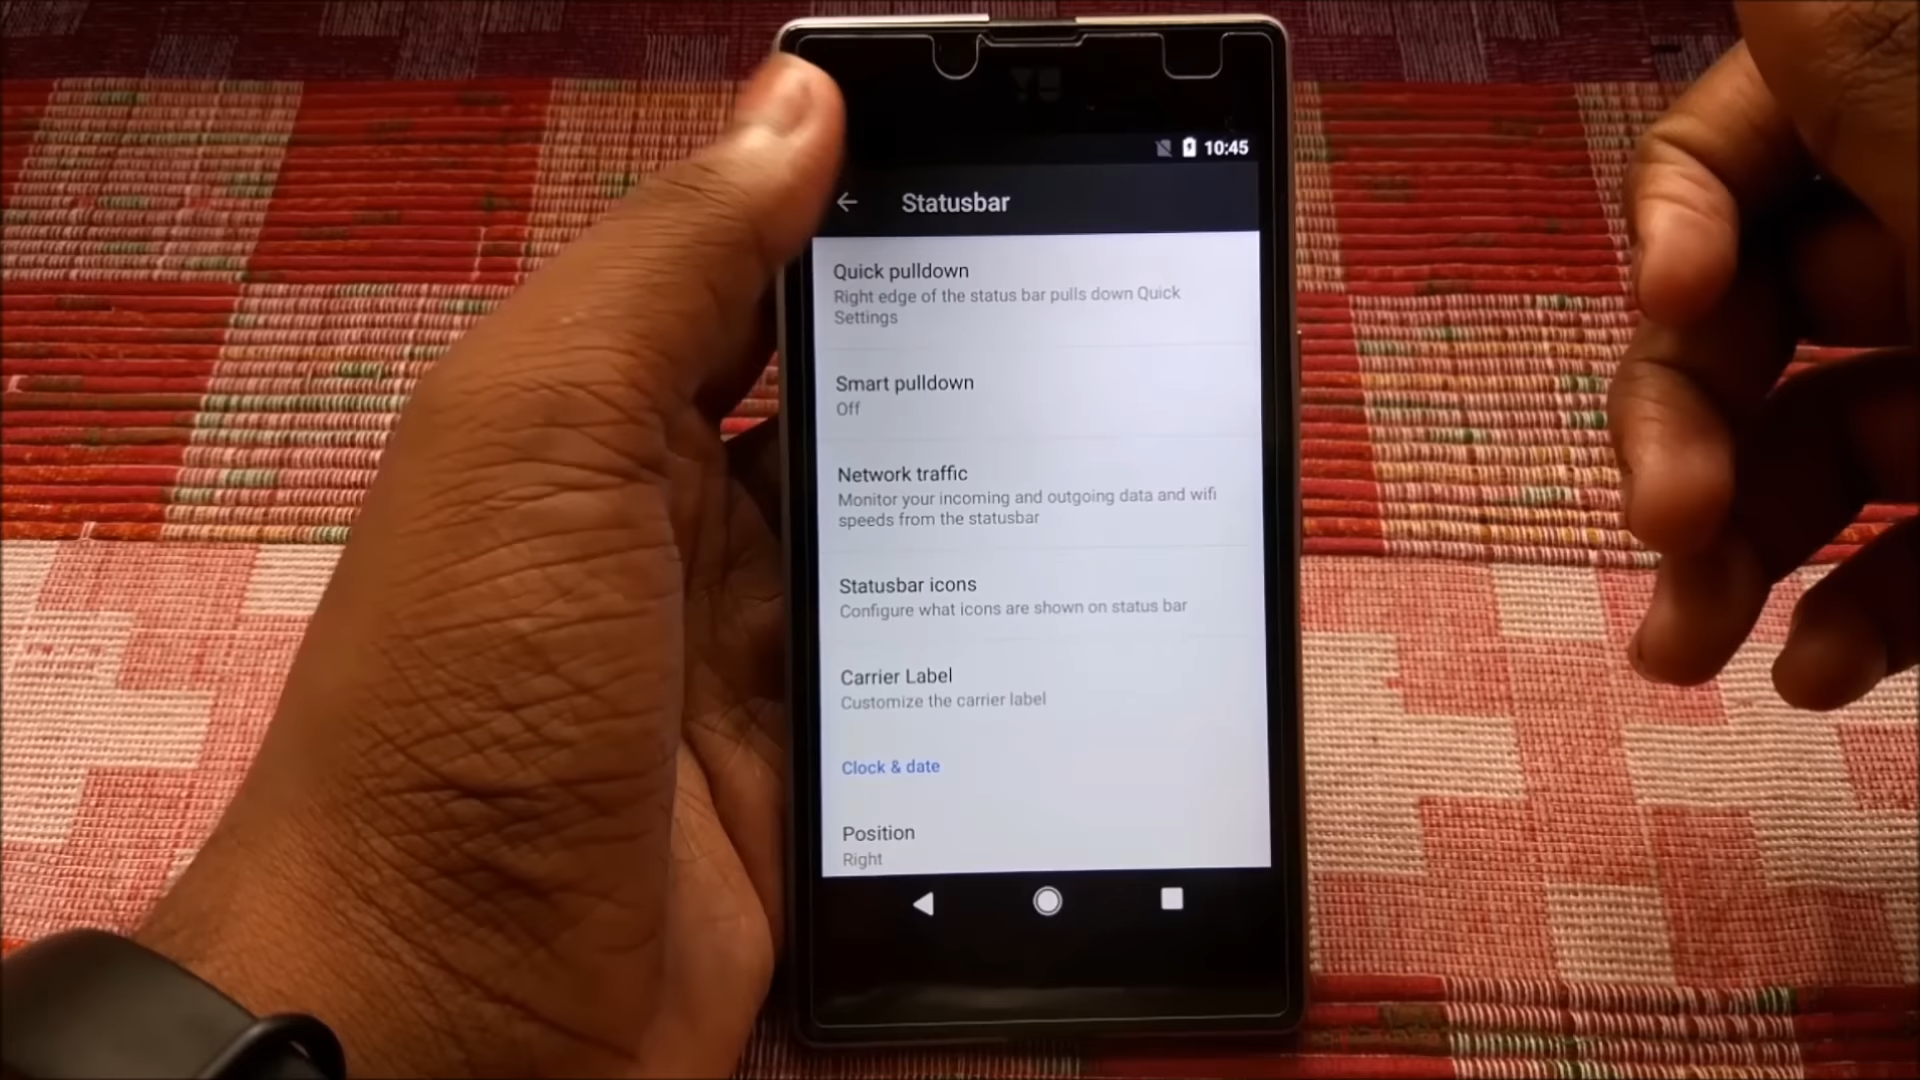 10:45
Statusbar
Quick pulldown
Right edge of the status bar pulls down Quick
Settings
Smart pulldown
Off
Network traffic
Monitor your incoming and outgoing data and wifi
speeds from the statusbar
Statusbar icons
Configure what icons are shown on status bar
Carrier Label
Customize the carrier label
Clock & date
Position
Right